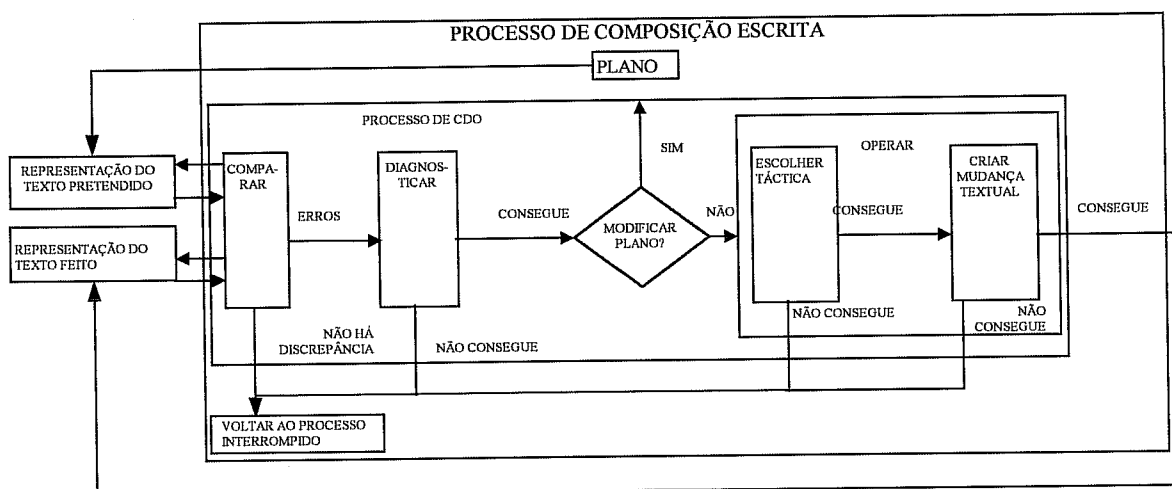 PROCESSO DE COMPOSIÇÃO ESCRITA
PLANO
PROCESSO DE CDO
REPRESENTAÇÃO DO
TEXTO PRETENDIDO
REPRESENTAÇÃO DO
TEXTO FEITO
COMPA-
RAR
ERROS
DIAGNOS-
TICAR
CONSEGUE
MODIFICAR
PLANO?
SIM
NÃO
OPERAR
ESCOLHER
TÁCTICA
CONSEGUE
CRIAR
MUDANÇA
TEXTUAL
CONSEGUE
NÃO HÁ
DISCREPÂNCIA
NÃO CONSEGUE
NÃO CONSEGUE
NÃO
CONSEGUE
VOLTAR AO PROCESSO
INTERROMPIDO